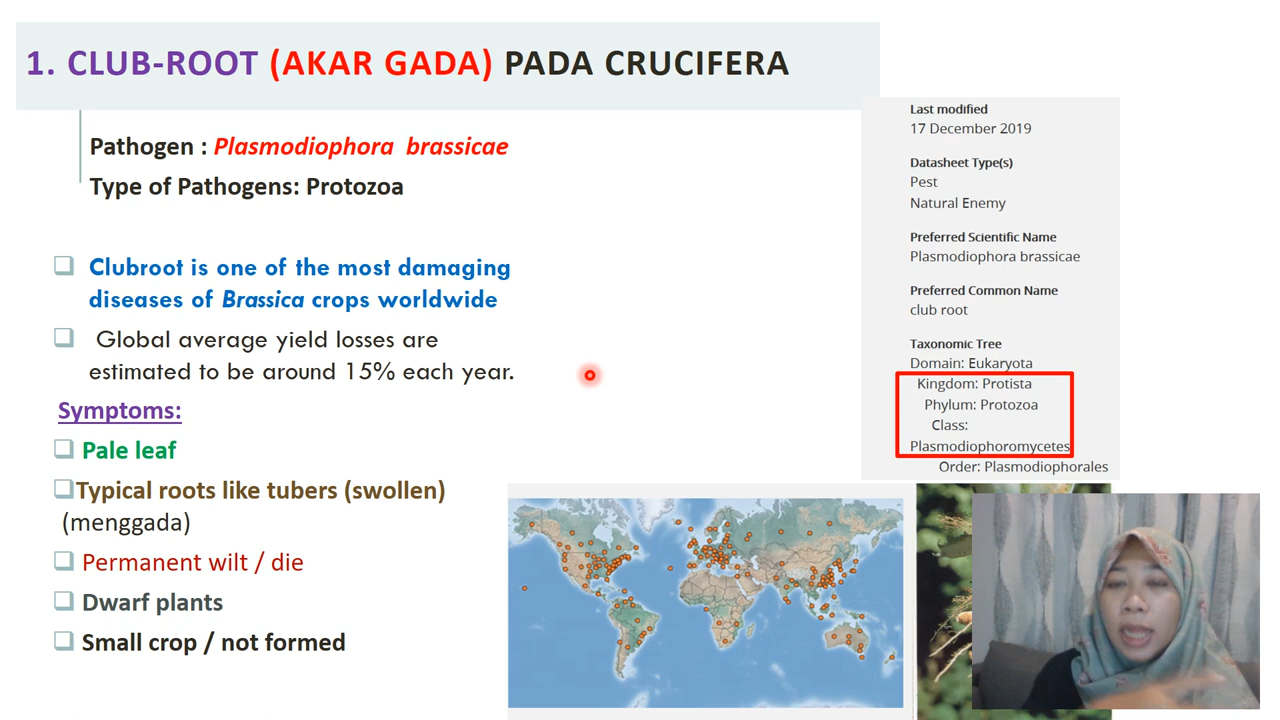 1. CLUB-ROOT (AKAR GADA) PADA CRUCIFERA
Pathogen : Plasmodiophora brassicae
Type of Pathogens: Protozoa
Clubroot is one of the most damaging
diseases of Brassica crops worldwide
Global average yield losses are
estimated to be around 15% each year.
Symptoms:
Pale leaf
Typical roots like tubers (swollen)
(menggada)
Permanent wilt / die
Dwarf plants
Small crop / not formed
Last modified
17 December 2019
Datasheet Type(s)
Pest
Natural Enemy
Preferred Scientific Name
Plasmodiophora brassicae
Preferred Common Name
club root
Taxonomic Tree
Domain: Eukaryota
Kingdom: Protista
Phylum: Protozoa
Class:
Plasmodiophoromycetes
Order: Plasmodiophorales